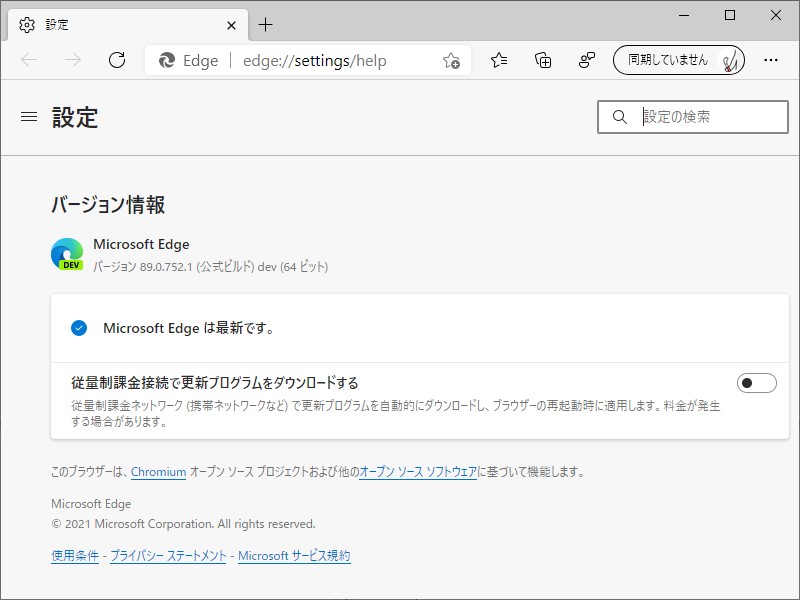 設定
Edge
edge://settings/help
同期していません
設定
設定の検索
バージョン情報
Microsoft Edge
バージョン 89.0.752.1 (公式ビルド) dev (64 ビット)
DEV
Microsoft Edge は最新です。
従量制課金接続で更新プログラムをダウンロードする
従量制課金ネットワーク (携帯ネットワークなど) で更新プログラムを自動的にダウンロードし、ブラウザーの再起動時に適用します。料金が発生
する場合があります。
このブラウザーは、Chromium オープン ソース プロジェクトおよび他のオープン ソース ソフトウェアに基づいて機能します。
Microsoft Edge
© 2021 Microsoft Corporation. All rights reserved.
使用条件 - プライバシー ステートメント - Microsoft サービス規約